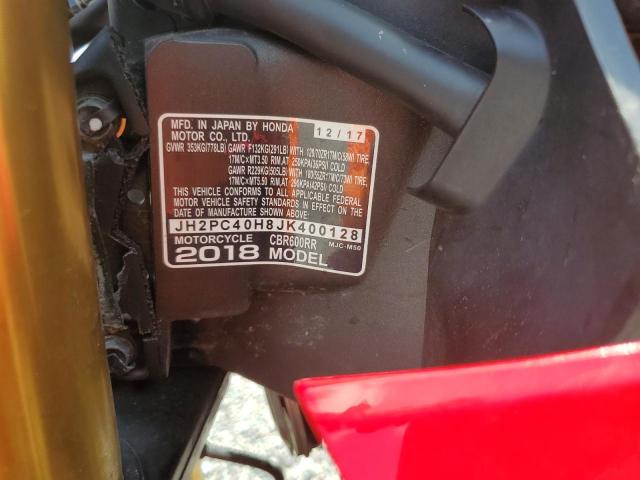 MFD. IN JAPAN BY HONDA 12/17
MOTOR CO., LTD.
GVWR 353KG(778LB) GAWR F132KG(291LB) WITH 120/70ZR17M/C(58W) TIRE,
17M/C×MT3.50 RIM, AT 250KPA(36PSI) COLD
GAWR R229KG(505LB) WITH 180/55ZR17M/C(73W) TIRE,
17M/C×MT5.50 RIM, AT 290KPA(42PSI) COLD
THIS VEHICLE CONFORMS TO ALL APPLICABLE FEDERAL
MOTOR VEHICLE SAFETY STANDARDS IN EFFECT ON THE
DATE OF MANUFACTURE SHOWN ABOVE.
JH2PC40H8JK400128
MOTORCYCLE CBR600RR MJC-M50
2018 MODEL